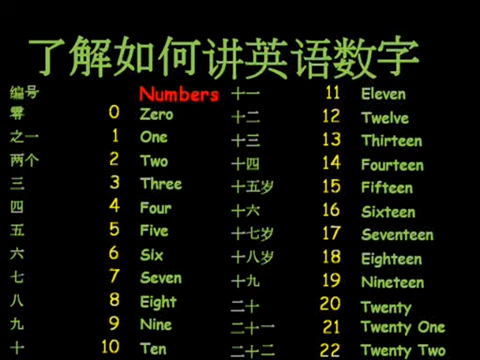 了解如何讲英语数字
编号 Numbers 十一 11 Eleven
零 0 Zero 十二 12 Twelve
之一 1 One 十三 13 Thirteen
两个 2 Two 十四 14 Fourteen
三 3 Three 十五岁 15 Fifteen
四 4 Four 十六 16 Sixteen
五 5 Five 十七岁 17 Seventeen
六 6 Six 十八岁 18 Eighteen
七 7 Seven 十九 19 Nineteen
八 8 Eight 二十 20 Twenty
九 9 Nine 二十一 21 Twenty One
十 10 Ten 二十二 22 Twenty Two